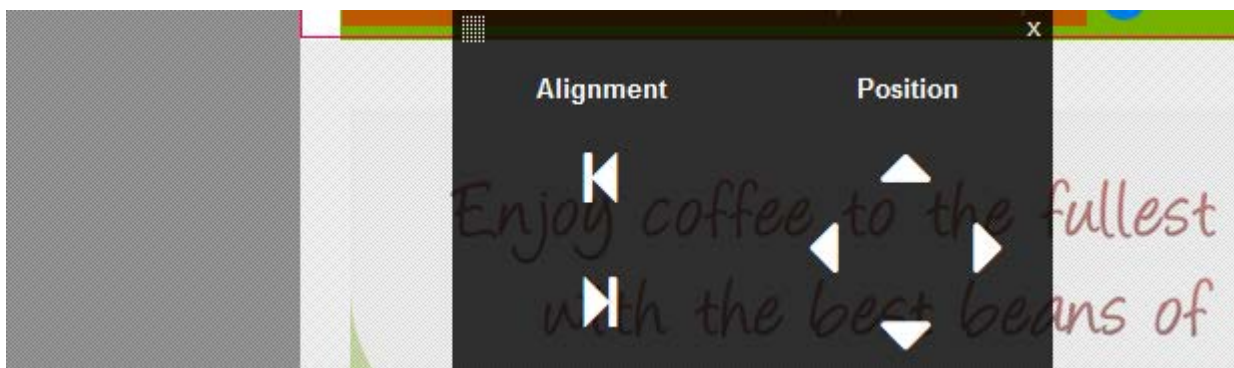 x
Alignment Position
Enjoy coffee to the fullest
with the best beans of